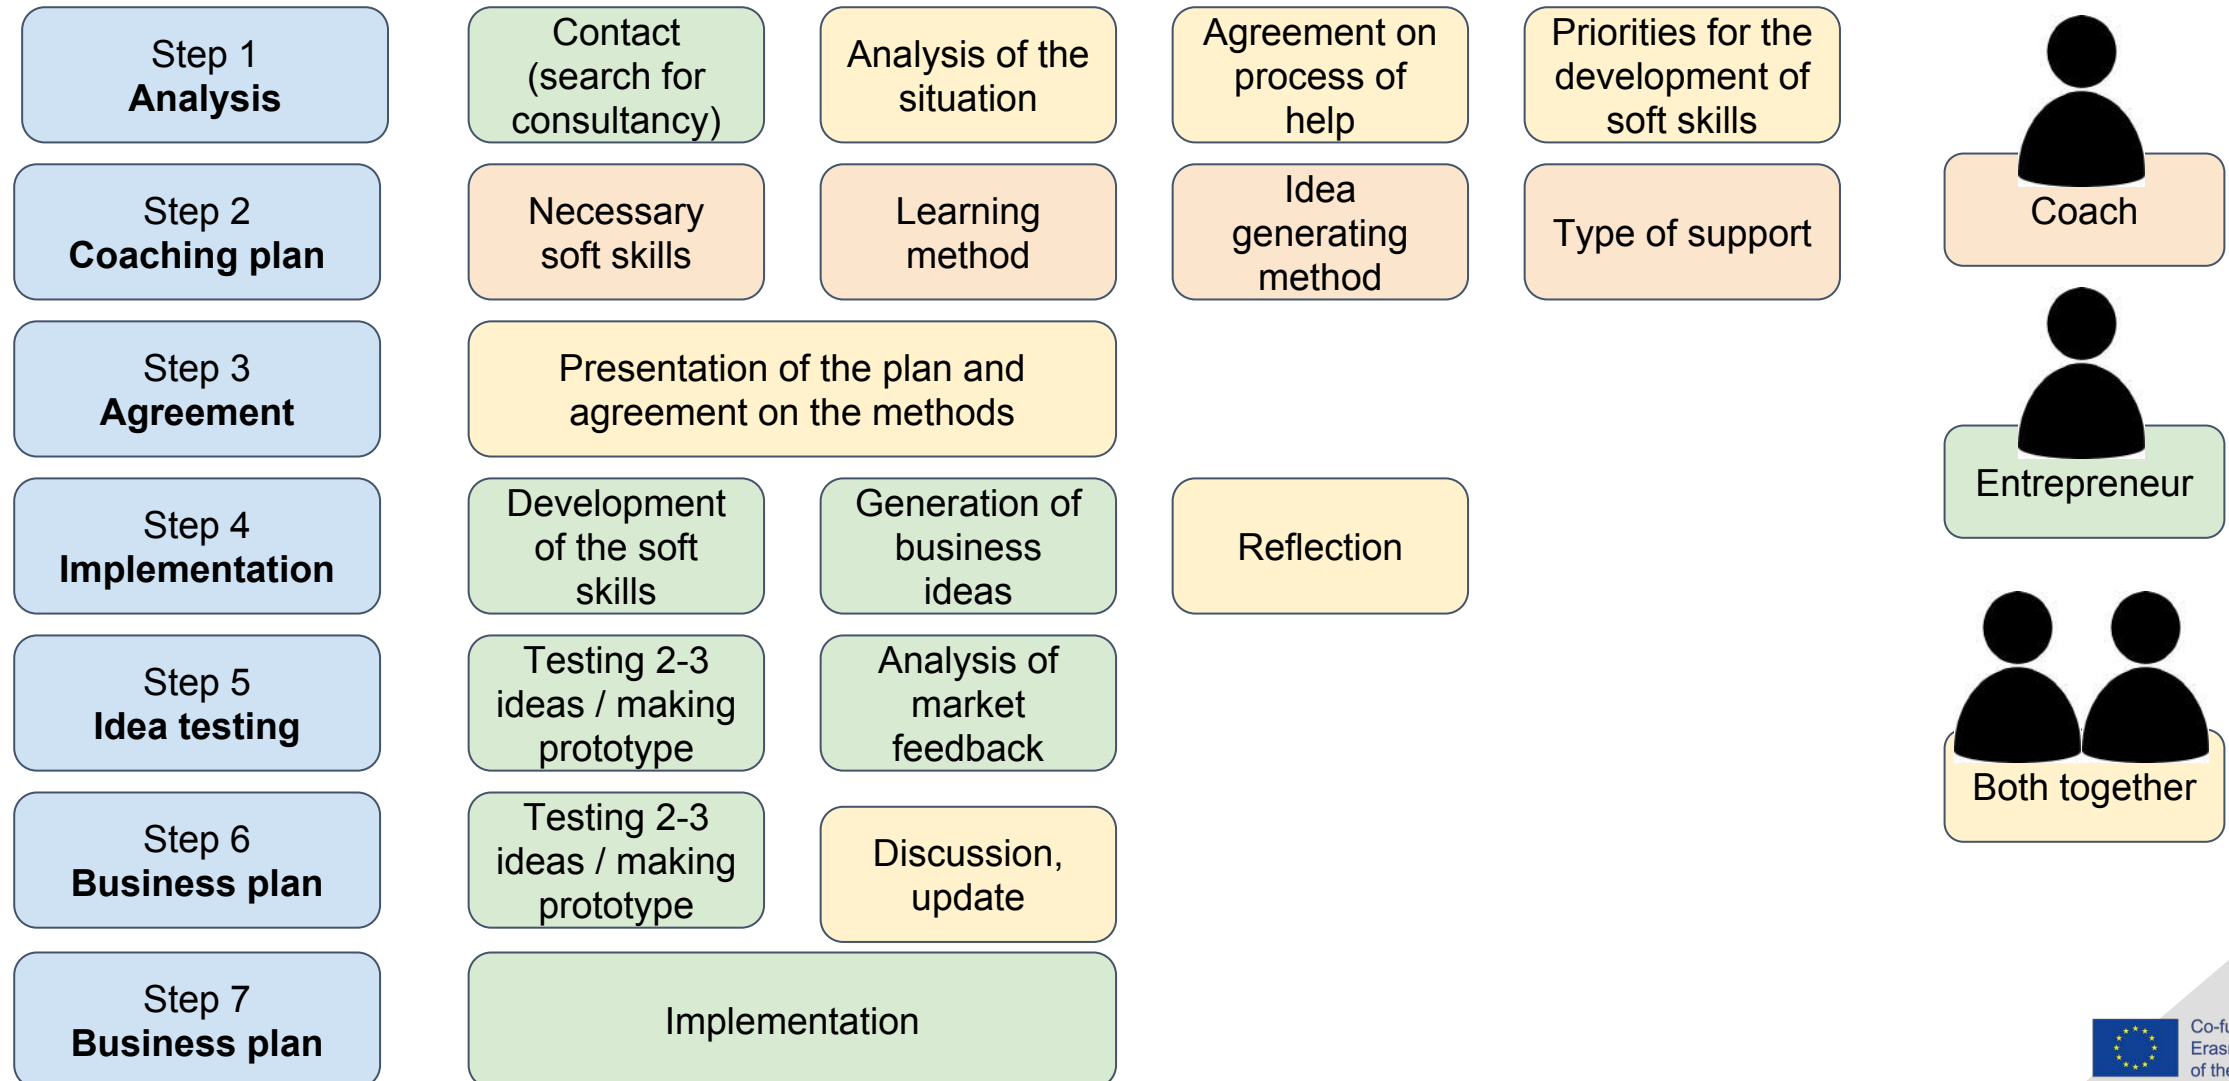 Step 1
Analysis
Contact
(search for
consultancy)
Analysis of the
situation
Agreement on
process of
help
Priorities for the
development of
soft skills
Step 2
Coaching plan
Necessary
soft skills
Learning
method
Idea
generating
method
Type of support
Coach
Step 3
Agreement
Presentation of the plan and
agreement on the methods
Step 4
Implementation
Development
of the soft
skills
Generation of
business
ideas
Reflection
Entrepreneur
Step 5
Idea testing
Testing 2-3
ideas / making
prototype
Analysis of
market
feedback
Both together
Step 6
Business plan
Testing 2-3
ideas / making
prototype
Discussion,
update
Step 7
Business plan
Implementation
of the